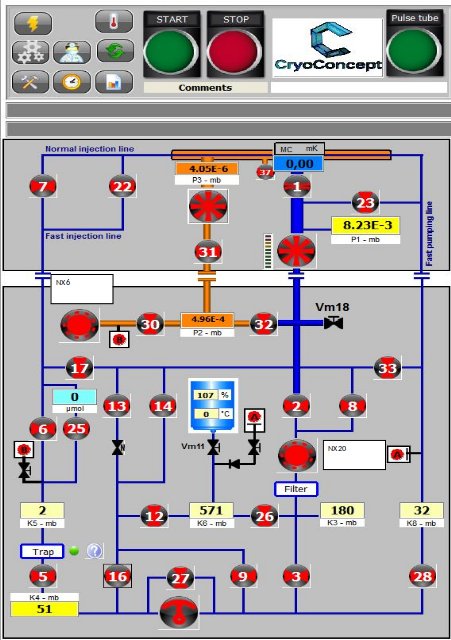 START STOP Pulse tube
CryoConcept
Comments
Normal injection line
4.05E-6
P3 - mb
MC mK
0,00
37
7
22
1
23
8.23E-3
P1 - mb
Fast injection line
Fast pumping line
31
NX6
30
4.96E-4
P2 - mb
32
Vm18
R
17
33
0
µmol
13
14
107 %
0 °C
A
2
8
6
25
R
Vm11
NX20
A
Filter
2
K5 - mb
12
571
K6 - mb
26
180
K3 - mb
32
K8 - mb
Trap
?
5
16
27
9
3
28
K4 - mb
51